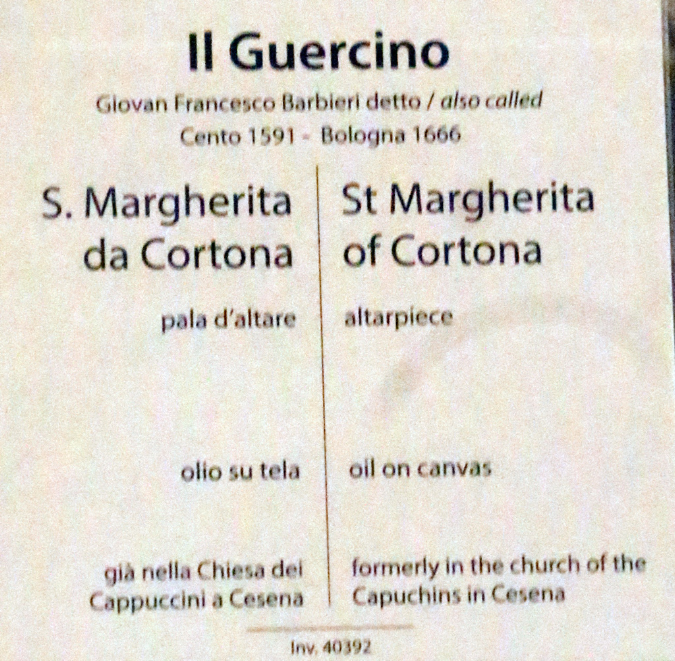 Il Guercino
Giovan Francesco Barbieri detto / also called
Cento 1591 - Bologna 1666
S. Margherita
da Cortona
pala d'altare
olio su tela
già nella Chiesa dei
Cappuccini a Cesena
St Margherita
of Cortona
altarpiece
oil on canvas
formerly in the church of the
Capuchins in Cesena
Inv. 40392